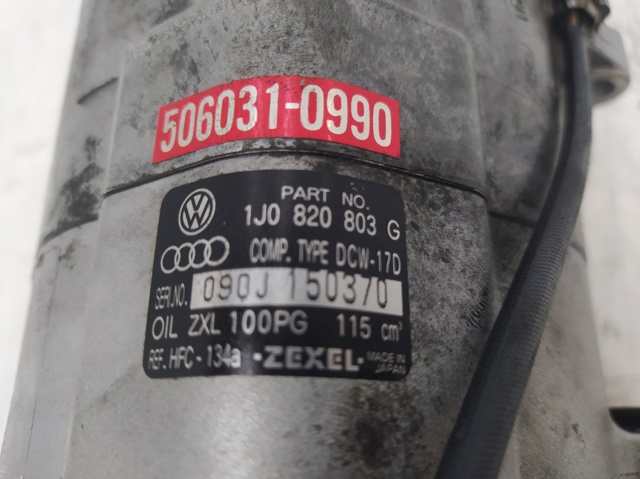 506031-0990
PART NO.
1J0 820 803 G
COMP. TYPE DCW-17D
SERI.NO. 090J 150370
OIL ZXL 100PG 115 cm³
REF. HFC-134a -ZEXEL- MADE IN JAPAN